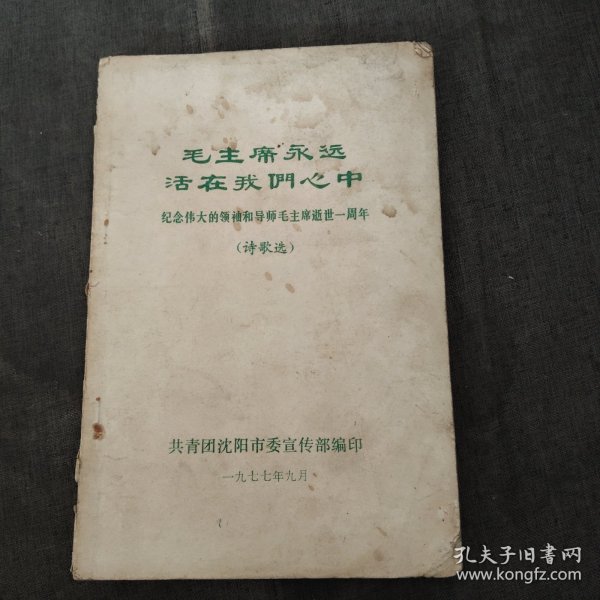 毛主席永远
活在我們心中
纪念伟大的领袖和导师毛主席逝世一周年
（诗歌选）
共青团沈阳市委宣传部编印
一九七七年九月
孔夫子旧书网
www.kongfz.com